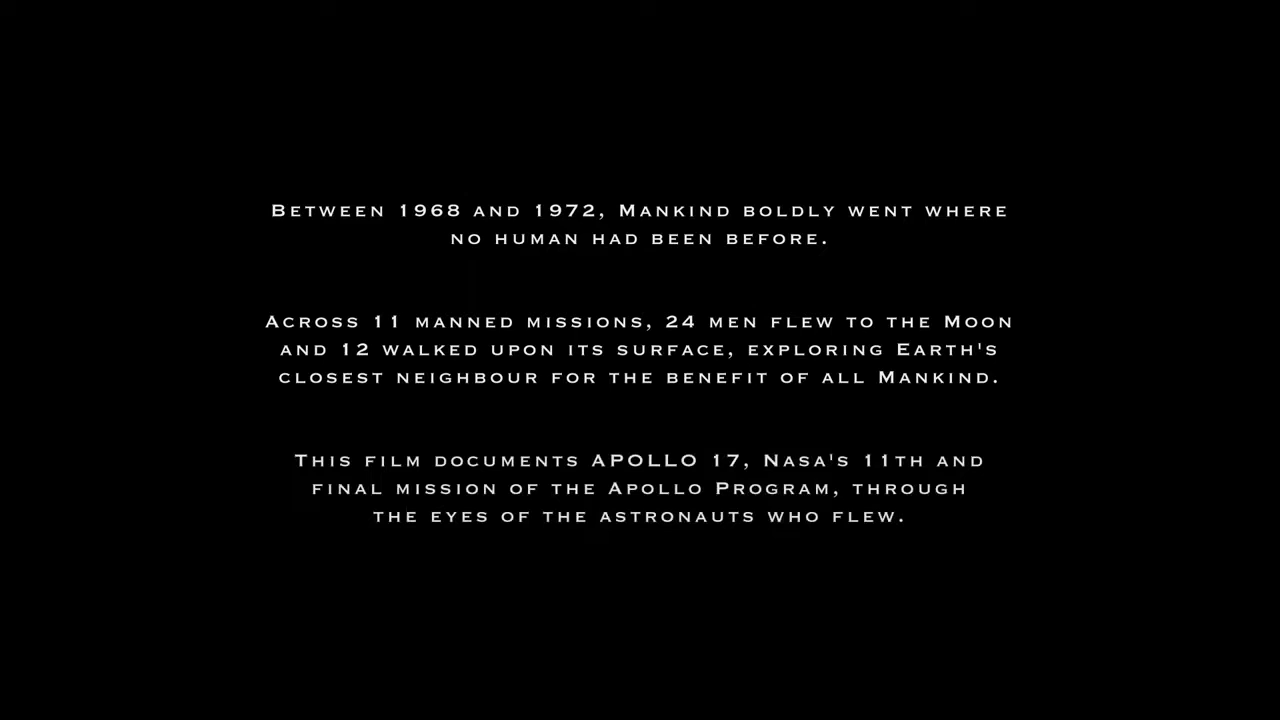 Between 1968 and 1972, Mankind boldly went where
no human had been before.
Across 11 manned missions, 24 men flew to the Moon
and 12 walked upon its surface, exploring Earth's
closest neighbour for the benefit of all Mankind.
This film documents APOLLO 17, Nasa's 11th and
final mission of the Apollo Program, through
the eyes of the astronauts who flew.